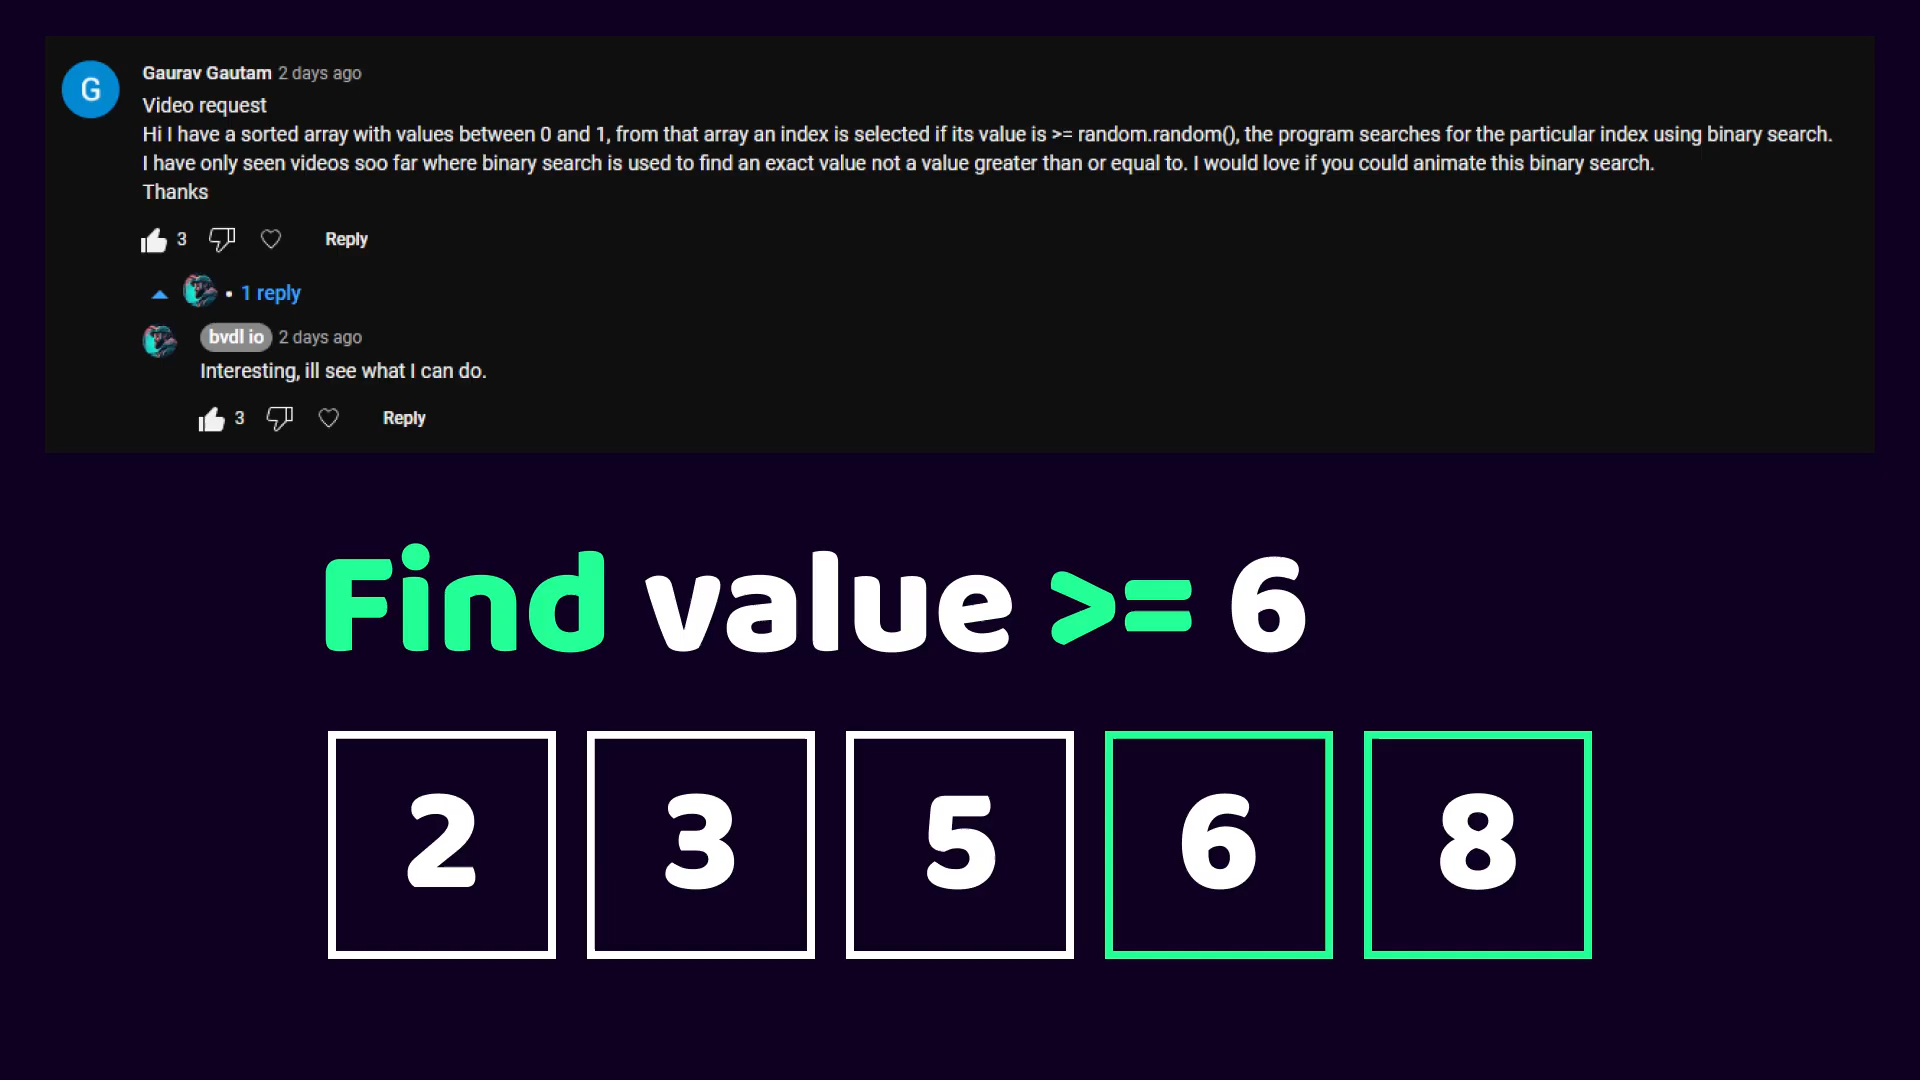 G
Gaurav Gautam 2 days ago
Video request
Hi I have a sorted array with values between 0 and 1, from that array an index is selected if its value is >= random.random(), the program searches for the particular index using binary search.
I have only seen videos soo far where binary search is used to find an exact value not a value greater than or equal to. I would love if you could animate this binary search.
Thanks
3 Reply
• 1 reply
bvdl io 2 days ago
Interesting, ill see what I can do.
3 Reply
Find value >= 6
2 3 5 6 8